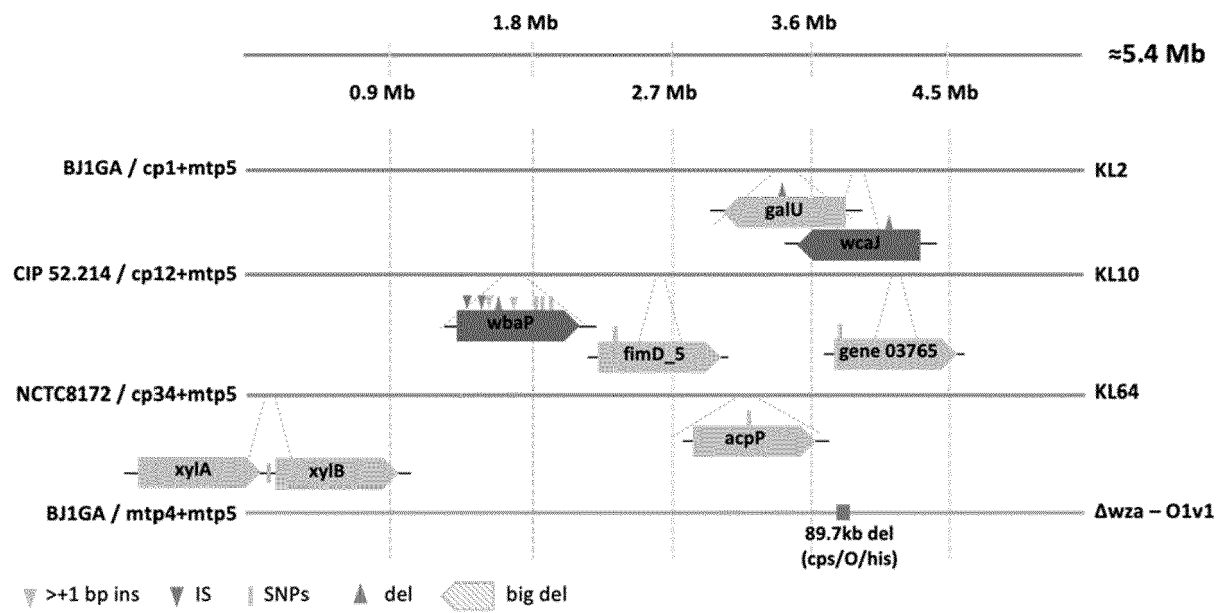 1.8 Mb 3.6 Mb
≈5.4 Mb
0.9 Mb 2.7 Mb 4.5 Mb
BJ1GA / cp1+mtp5 KL2
galU
wcaJ
CIP 52.214 / cp12+mtp5 KL10
wbaP
fimD_5 gene 03765
NCTC8172 / cp34+mtp5 KL64
acpP
xylA xylB
BJ1GA / mtp4+mtp5 Δwza – O1v1
89.7kb del
(cps/O/his)
>+1 bp ins IS SNPs del big del